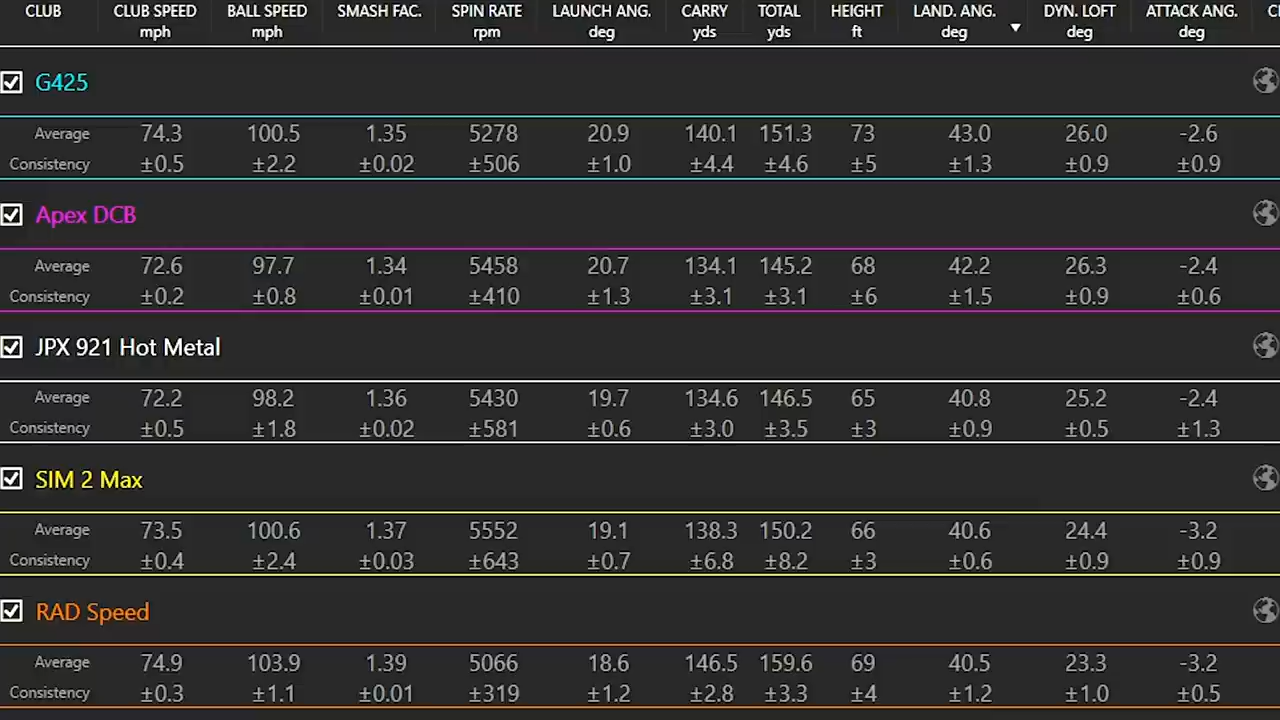 CLUB CLUB SPEED BALL SPEED SMASH FAC. SPIN RATE LAUNCH ANG. CARRY TOTAL HEIGHT LAND. ANG. DYN. LOFT ATTACK ANG.
mph mph rpm deg yds yds ft deg ▼ deg deg
G425
Average 74.3 100.5 1.35 5278 20.9 140.1 151.3 73 43.0 26.0 -2.6
Consistency ±0.5 ±2.2 ±0.02 ±506 ±1.0 ±4.4 ±4.6 ±5 ±1.3 ±0.9 ±0.9
Apex DCB
Average 72.6 97.7 1.34 5458 20.7 134.1 145.2 68 42.2 26.3 -2.4
Consistency ±0.2 ±0.8 ±0.01 ±410 ±1.3 ±3.1 ±3.1 ±6 ±1.5 ±0.9 ±0.6
JPX 921 Hot Metal
Average 72.2 98.2 1.36 5430 19.7 134.6 146.5 65 40.8 25.2 -2.4
Consistency ±0.5 ±1.8 ±0.02 ±581 ±0.6 ±3.0 ±3.5 ±3 ±0.9 ±0.5 ±1.3
SIM 2 Max
Average 73.5 100.6 1.37 5552 19.1 138.3 150.2 66 40.6 24.4 -3.2
Consistency ±0.4 ±2.4 ±0.03 ±643 ±0.7 ±6.8 ±8.2 ±3 ±0.6 ±0.9 ±0.9
RAD Speed
Average 74.9 103.9 1.39 5066 18.6 146.5 159.6 69 40.5 23.3 -3.2
Consistency ±0.3 ±1.1 ±0.01 ±319 ±1.2 ±2.8 ±3.3 ±4 ±1.2 ±1.0 ±0.5